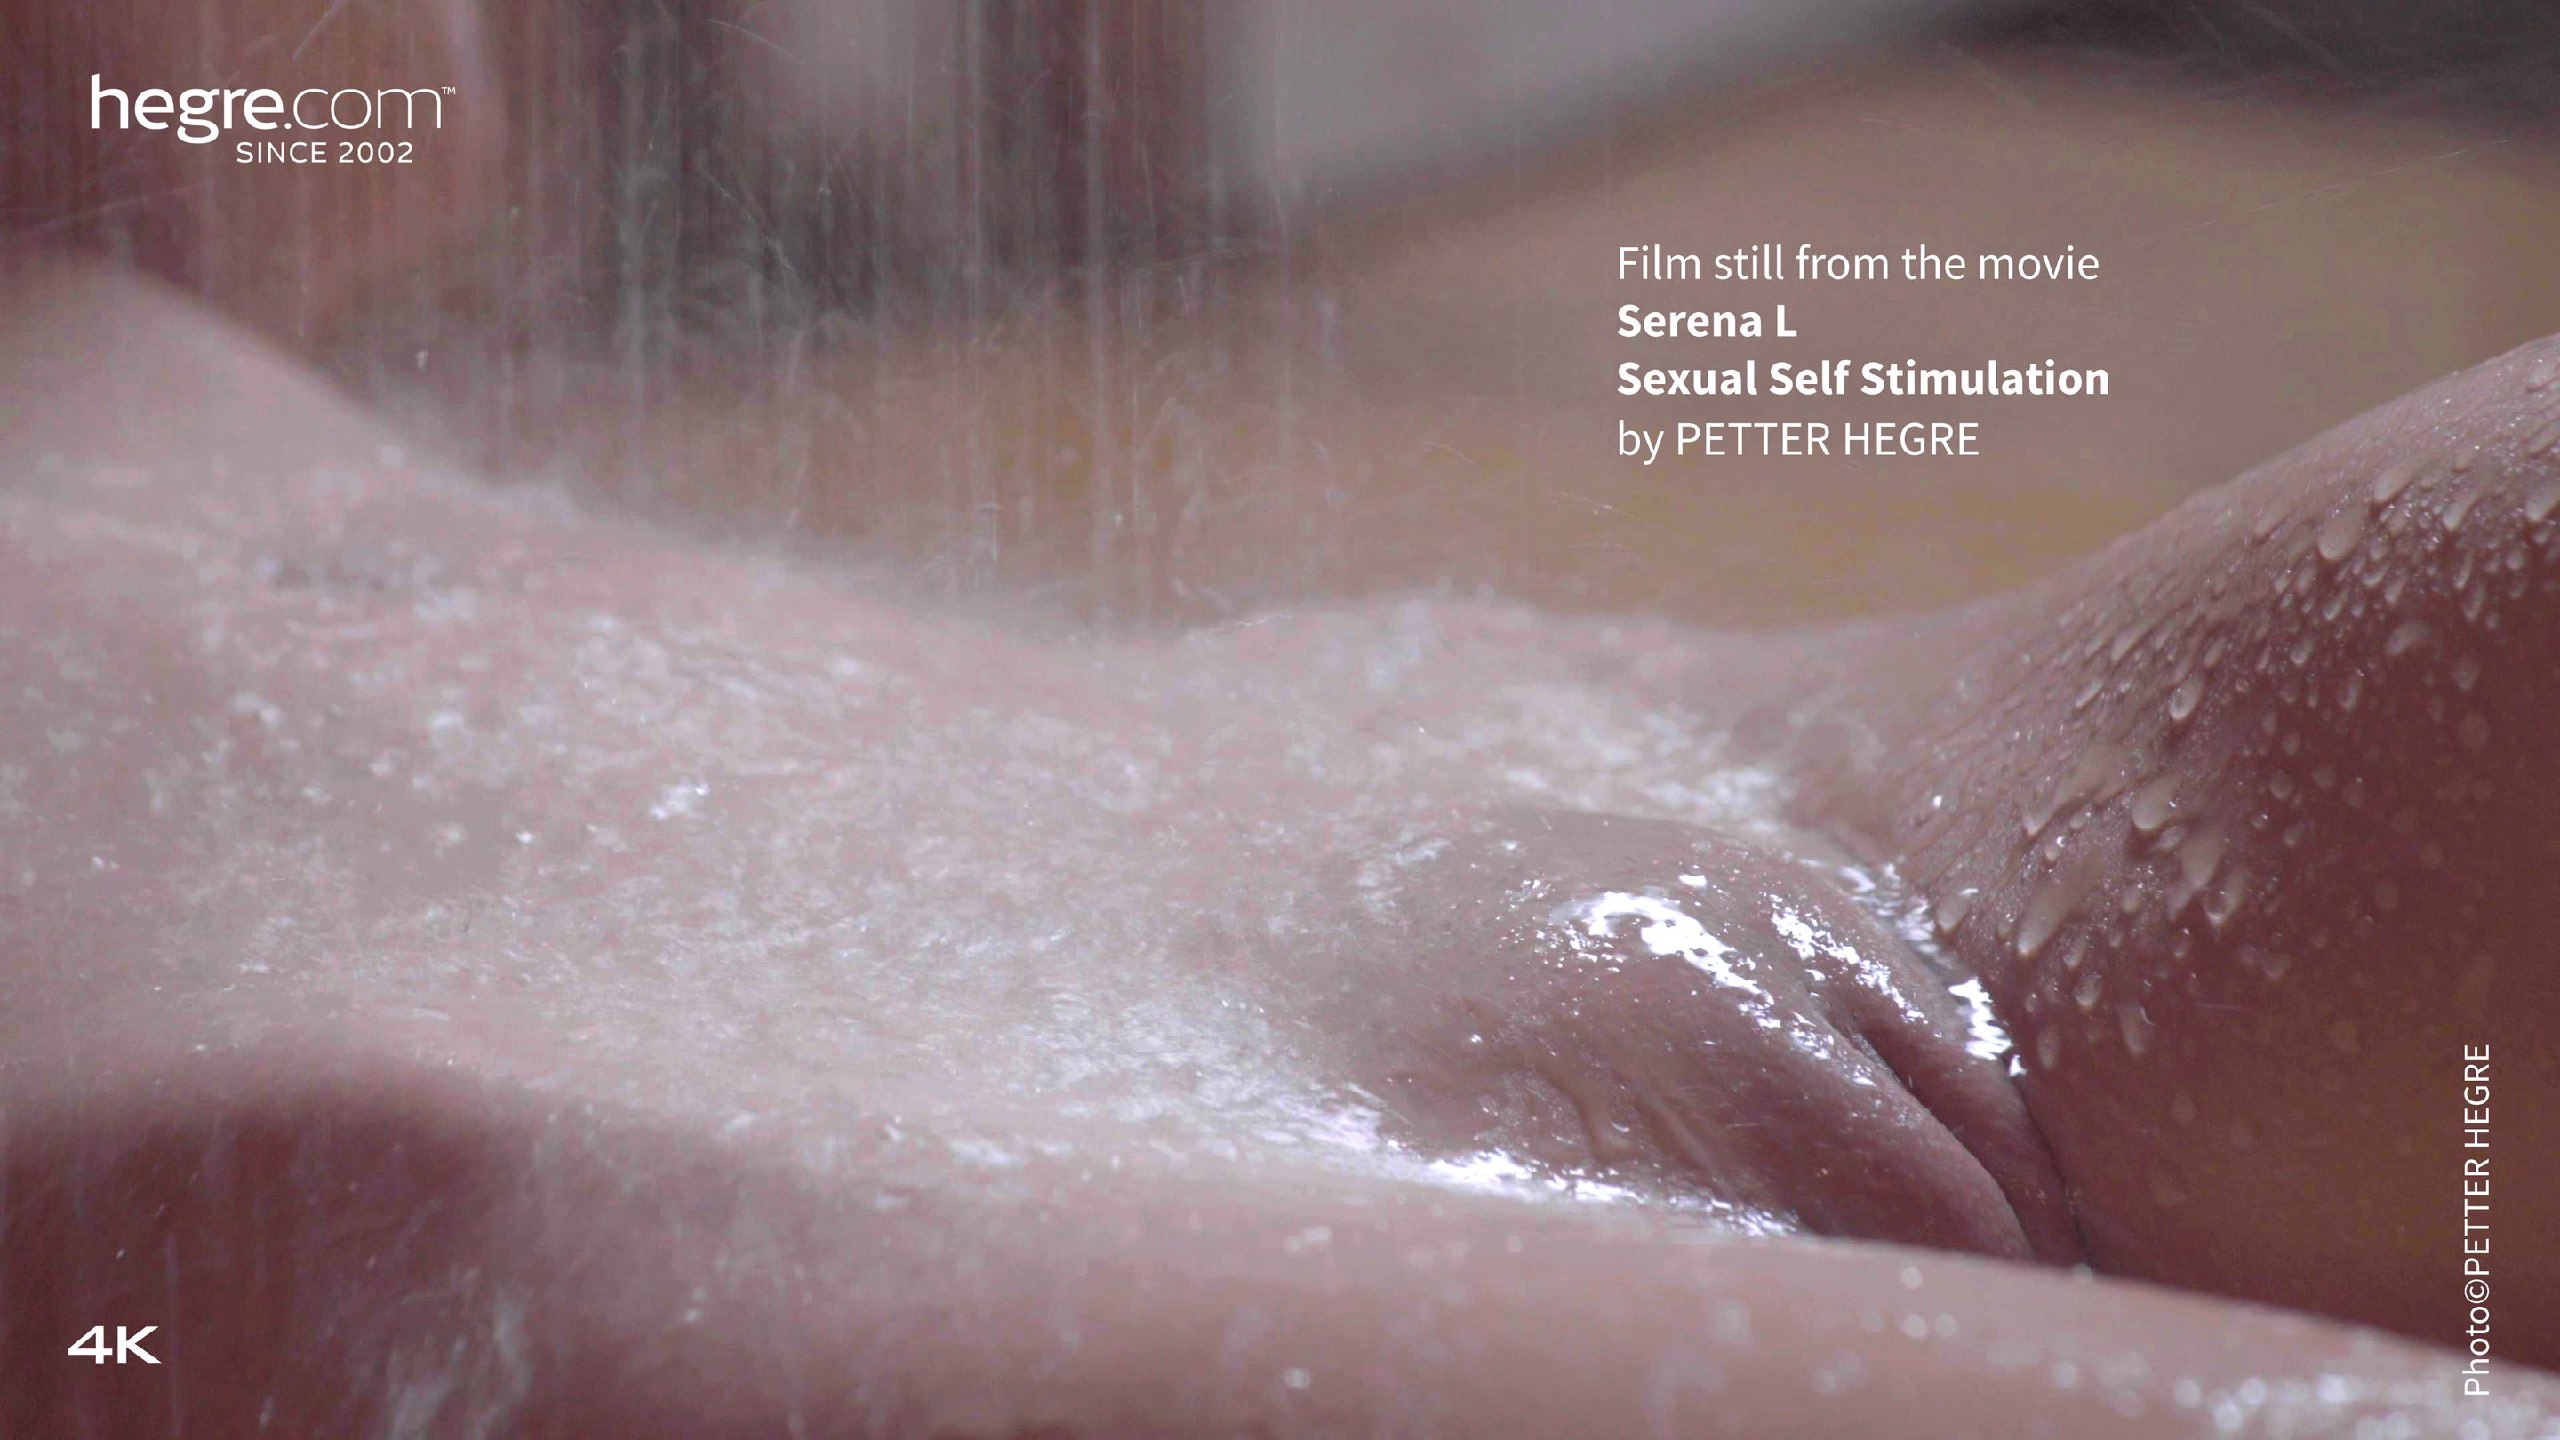 hegre.com™
SINCE 2002
Film still from the movie
Serena L
Sexual Self Stimulation
by PETTER HEGRE
Photo©PETTER HEGRE
4K